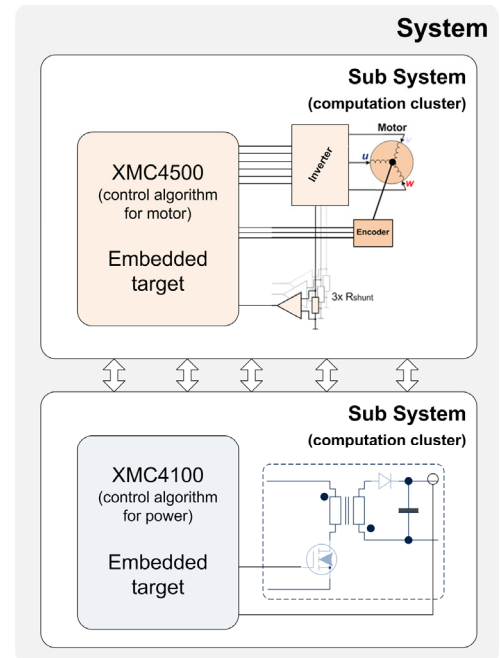 System
Sub System
(computation cluster)
Motor
v
u
w
Inverter
XMC4500
(control algorithm
for motor)
Encoder
Embedded
target
3x Rshunt
Sub System
(computation cluster)
XMC4100
(control algorithm
for power)
Embedded
target